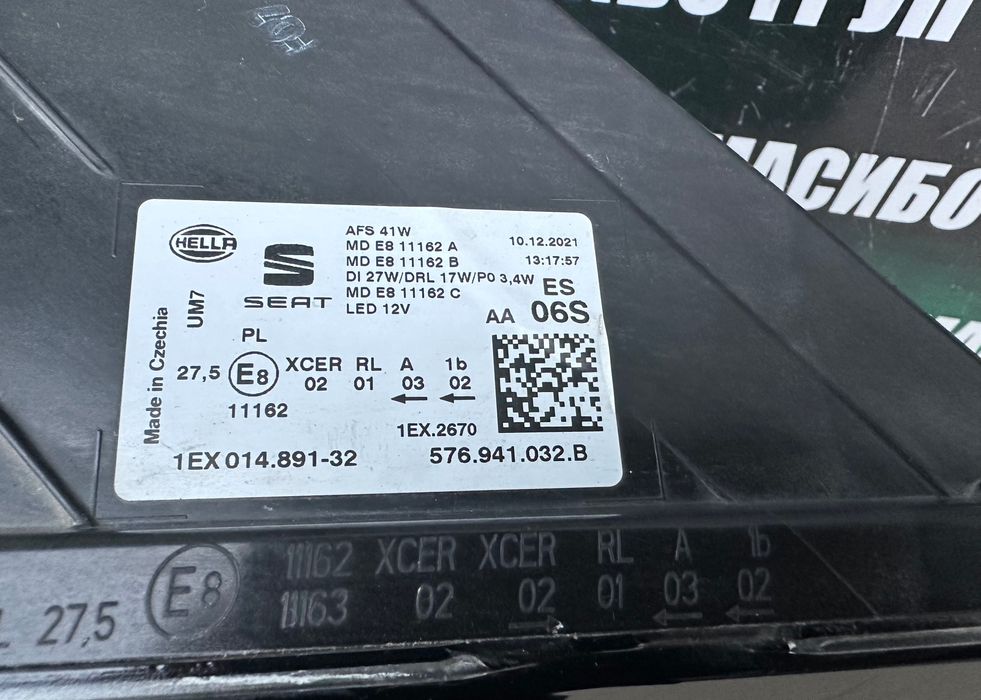 HELLA
SEAT
AFS 41W
MD E8 11162 A
MD E8 11162 B
DI 27W/DRL 17W/P0 3,4W
MD E8 11162 C
LED 12V
10.12.2021
13:17:57
ES
AA 06S
UM7
Made in Czechia
PL
27,5 E8 XCER RL A 1b
02 01 03 02
11162
1EX.2670
1EX 014.891-32 576.941.032.B
11162 XCER XCER RL A 1b
27,5 E8 11163 02 02 01 03 02